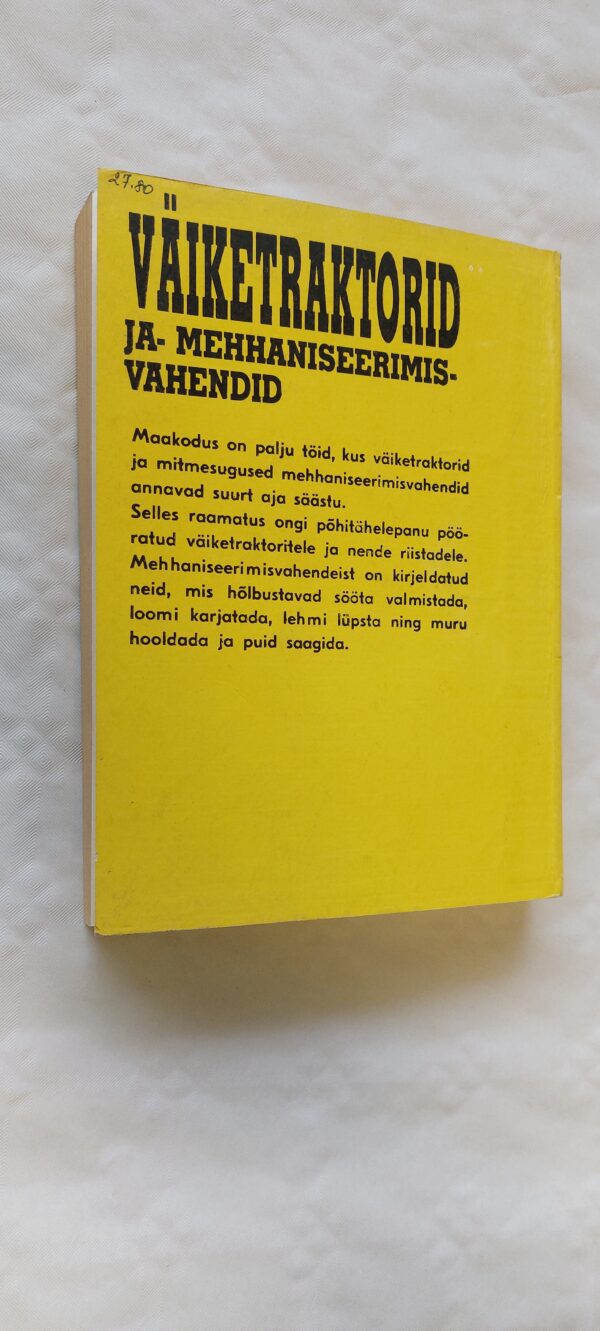 27.80
VÄIKETRAKTORID
JA- MEHHANISEERIMIS-
VAHENDID
Maakodus on palju töid, kus väiketraktorid
ja mitmesugused mehhaniseerimisvahendid
annavad suurt aja säästu.
Selles raamatus ongi põhitähelepanu pöö-
ratud väiketraktoritele ja nende riistadele.
Mehhaniseerimisvahendeist on kirjeldatud
neid, mis hõlbustavad sööta valmistada,
loomi karjatada, lehmi lüpsta ning muru
hooldada ja puid saagida.